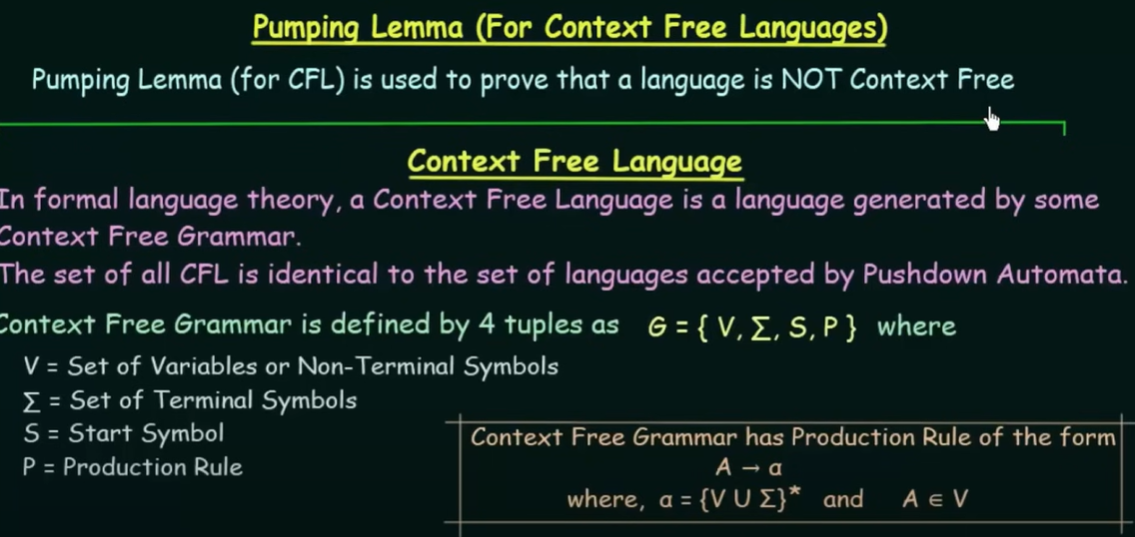 Pumping Lemma (For Context Free Languages)
Pumping Lemma (for CFL) is used to prove that a language is NOT Context Free
Context Free Language
In formal language theory, a Context Free Language is a language generated by some
Context Free Grammar.
The set of all CFL is identical to the set of languages accepted by Pushdown Automata.
Context Free Grammar is defined by 4 tuples as G = { V, Σ, S, P } where
V = Set of Variables or Non-Terminal Symbols
Σ = Set of Terminal Symbols
S = Start Symbol
P = Production Rule
Context Free Grammar has Production Rule of the form
A → a
where, a = {V ∪ Σ}* and A ∈ V